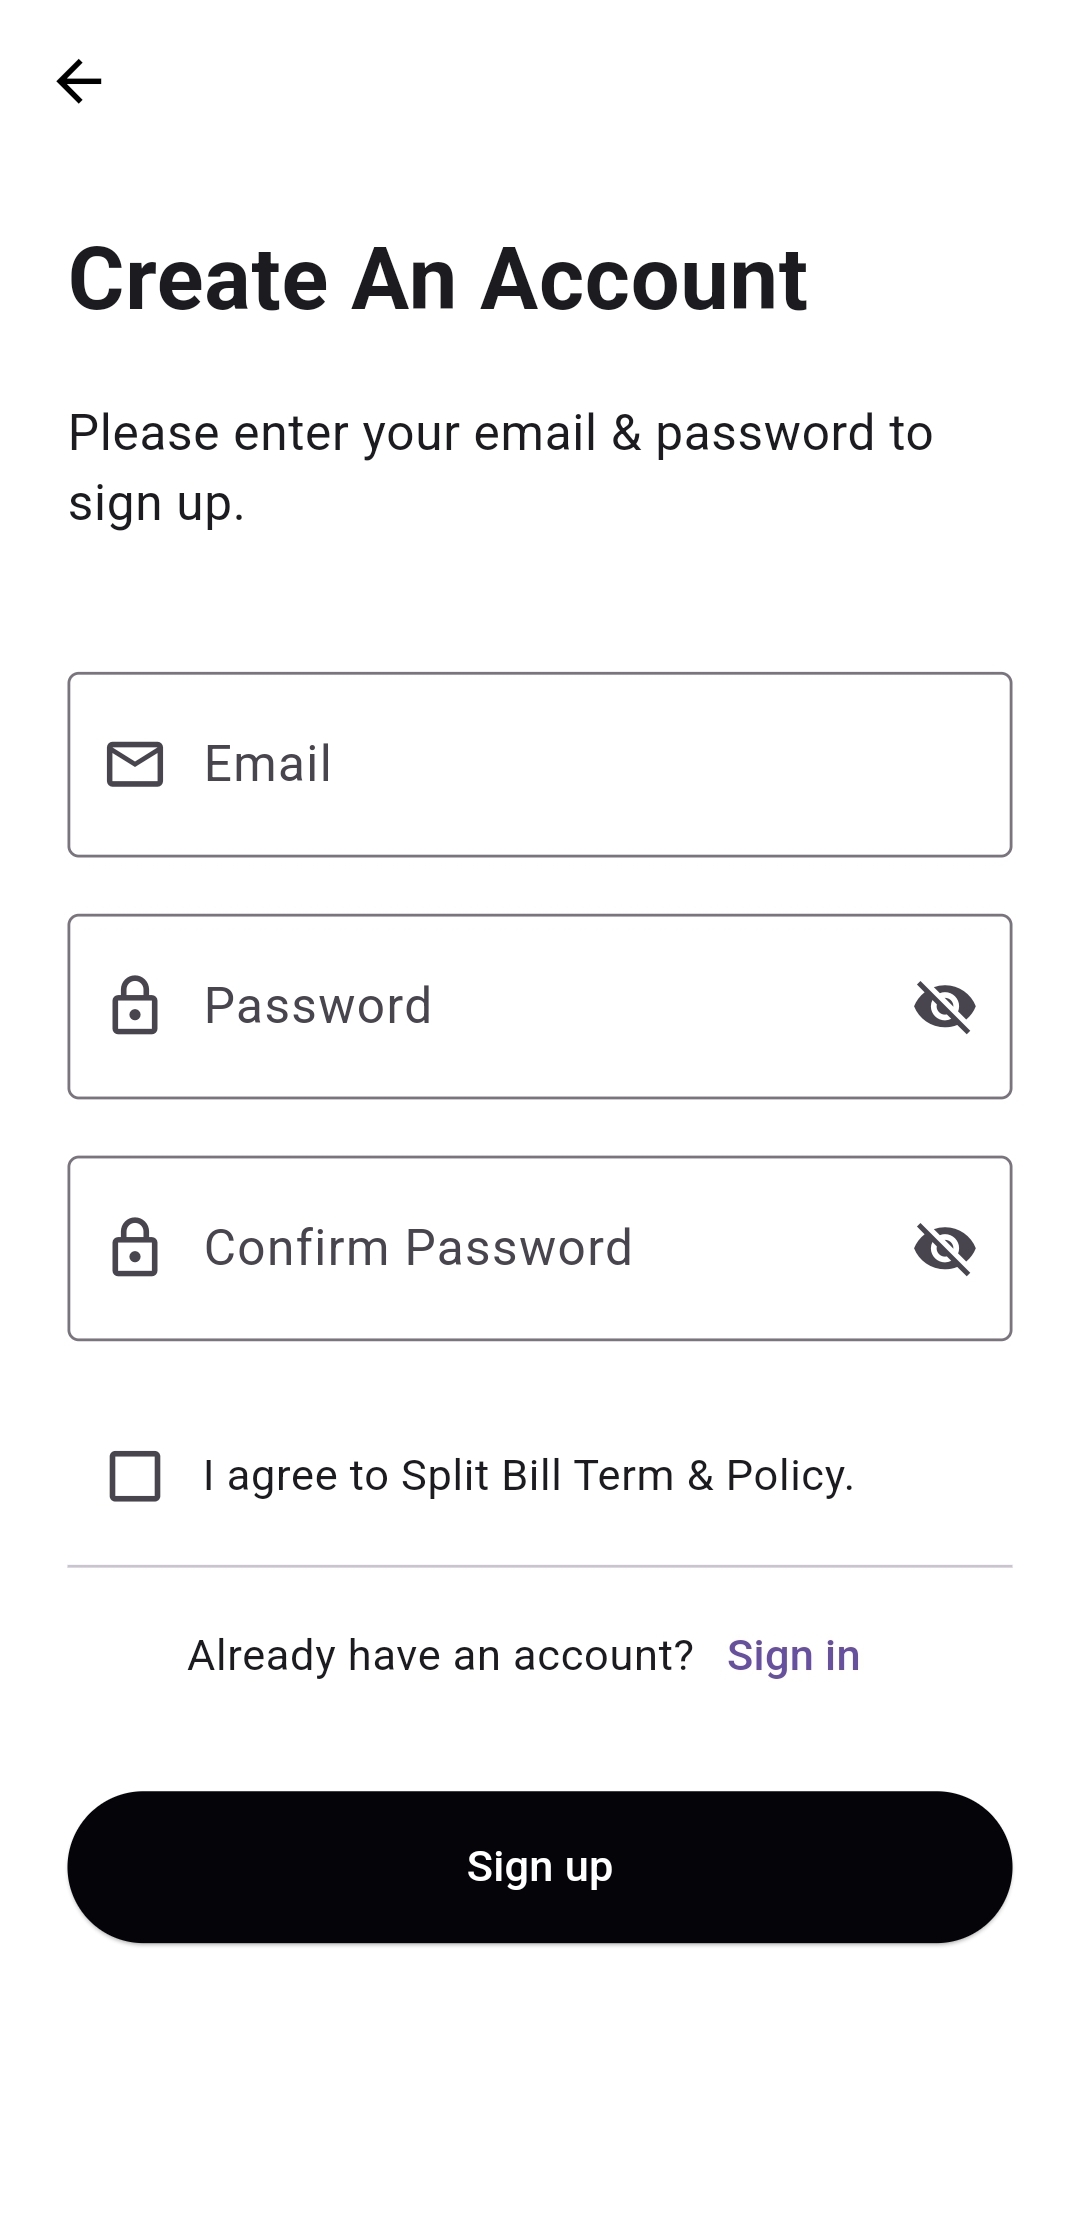 Create An Account
Please enter your email & password to
sign up.
Email
Password
Confirm Password
I agree to Split Bill Term & Policy.
Already have an account? Sign in
Sign up